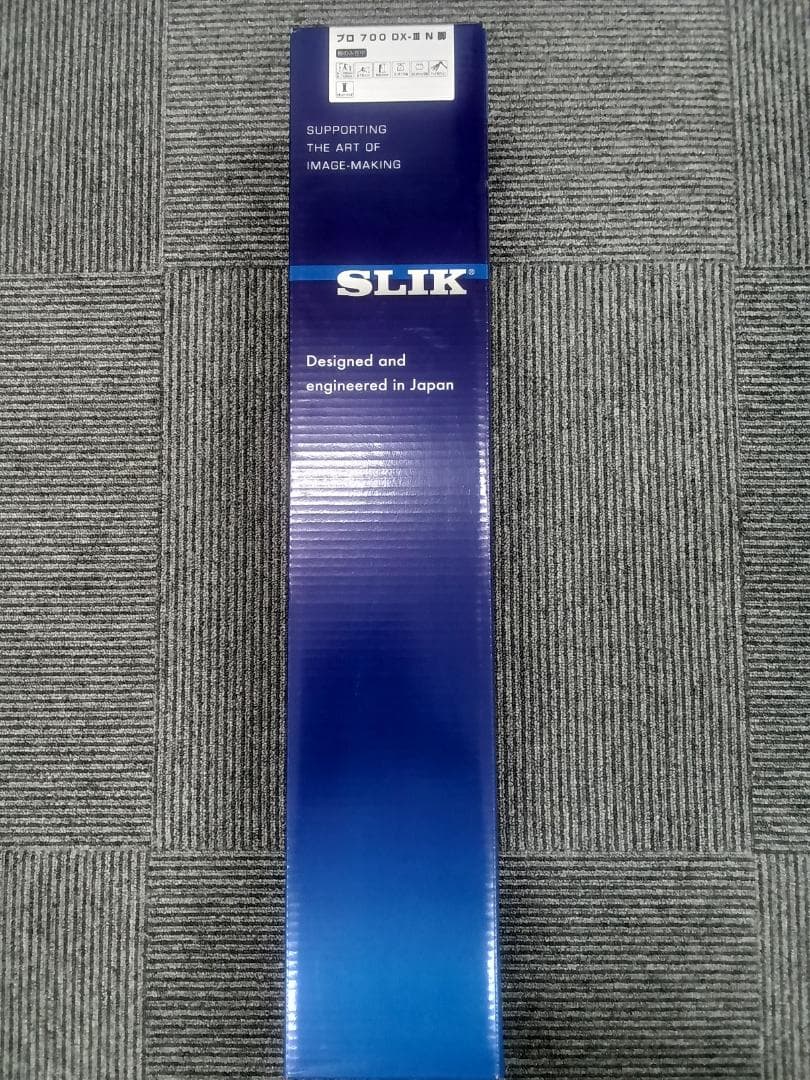 プロ 700 DX-Ⅲ N 脚
SUPPORTING
THE ART OF
IMAGE-MAKING
SLIK®
Designed and
engineered in Japan